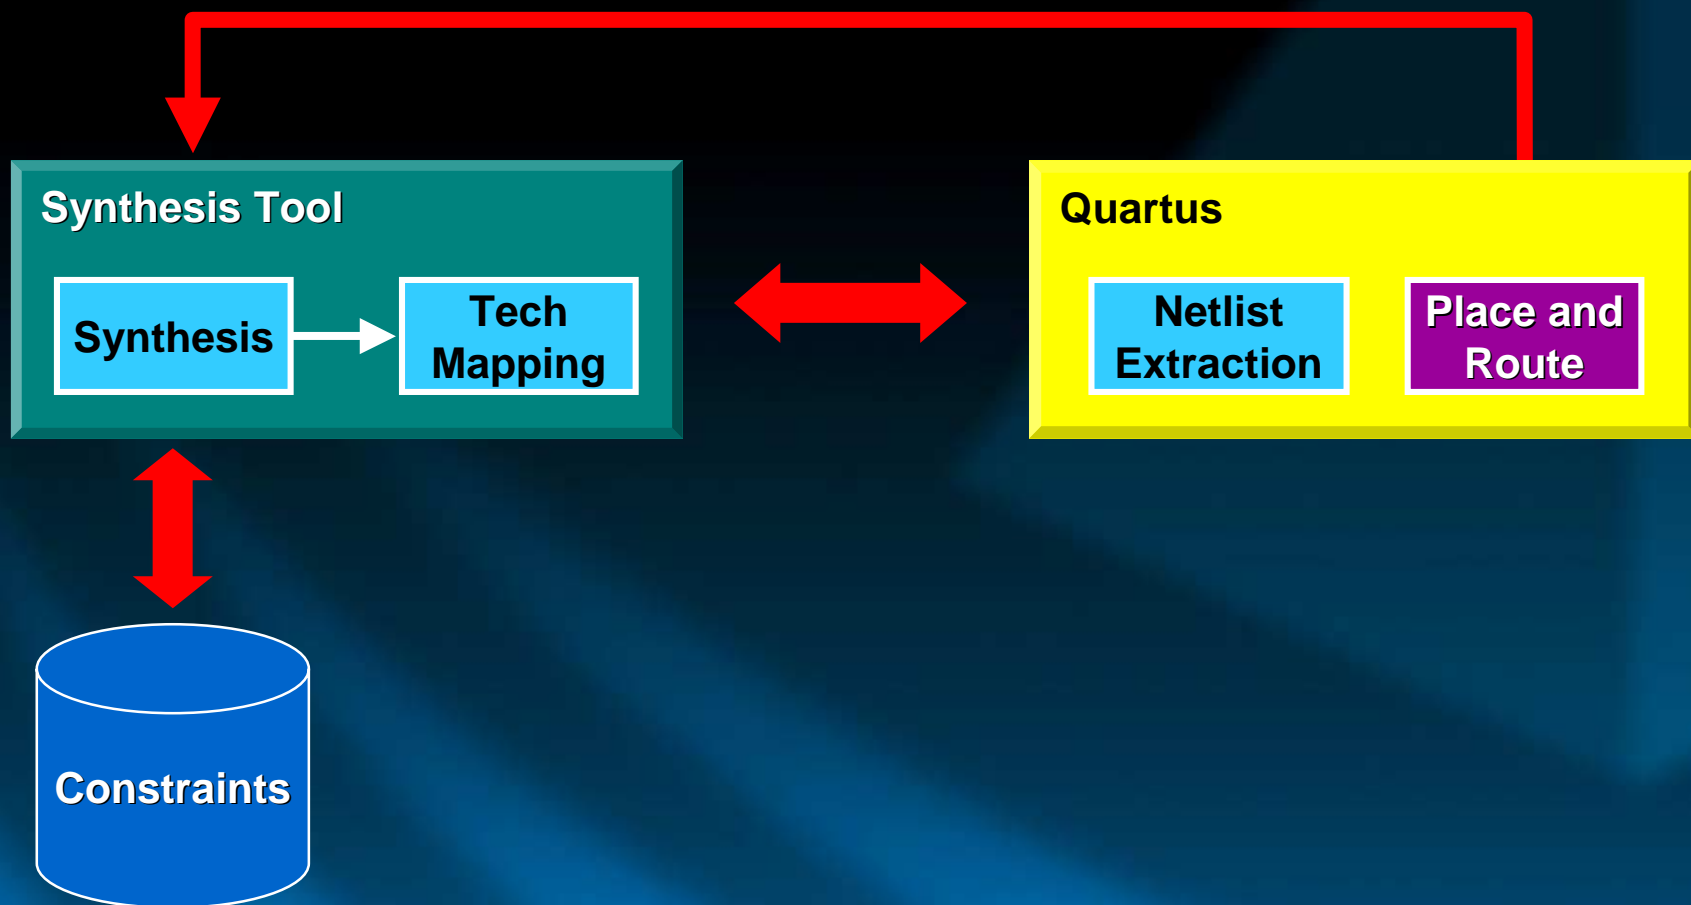 Synthesis Tool
Quartus
Synthesis
Tech
Mapping
Netlist
Extraction
Place and
Route
Constraints